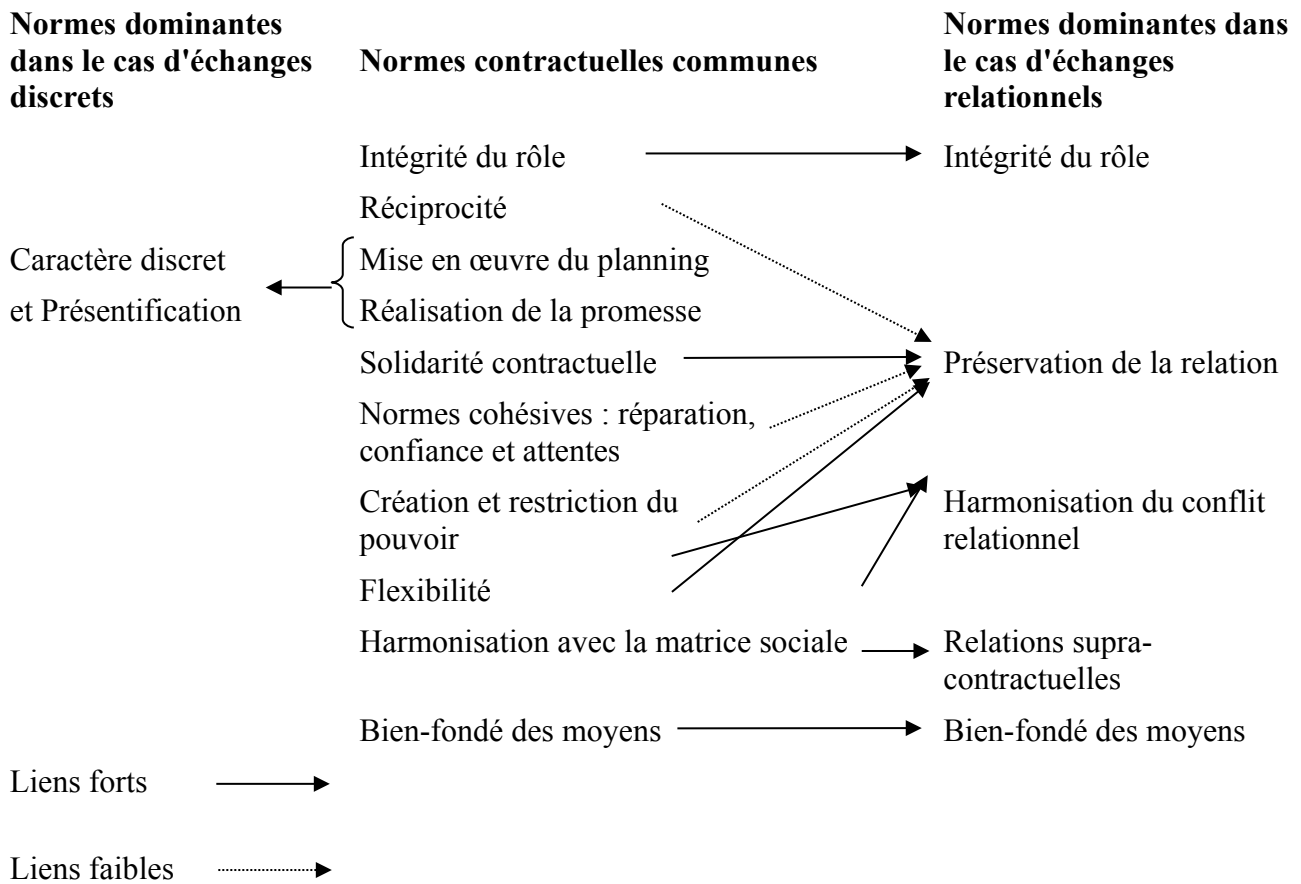 Normes dominantes
dans le cas d'échanges
discrets
Normes contractuelles communes
Normes dominantes dans
le cas d'échanges
relationnels
Intégrité du rôle
Intégrité du rôle
Réciprocité
Caractère discret
et Présentification
Mise en œuvre du planning
Réalisation de la promesse
Solidarité contractuelle
Préservation de la relation
Normes cohésives : réparation,
confiance et attentes
Création et restriction du
pouvoir
Harmonisation du conflit
relationnel
Flexibilité
Harmonisation avec la matrice sociale
Relations supra-
contractuelles
Bien-fondé des moyens
Bien-fondé des moyens
Liens forts
Liens faibles